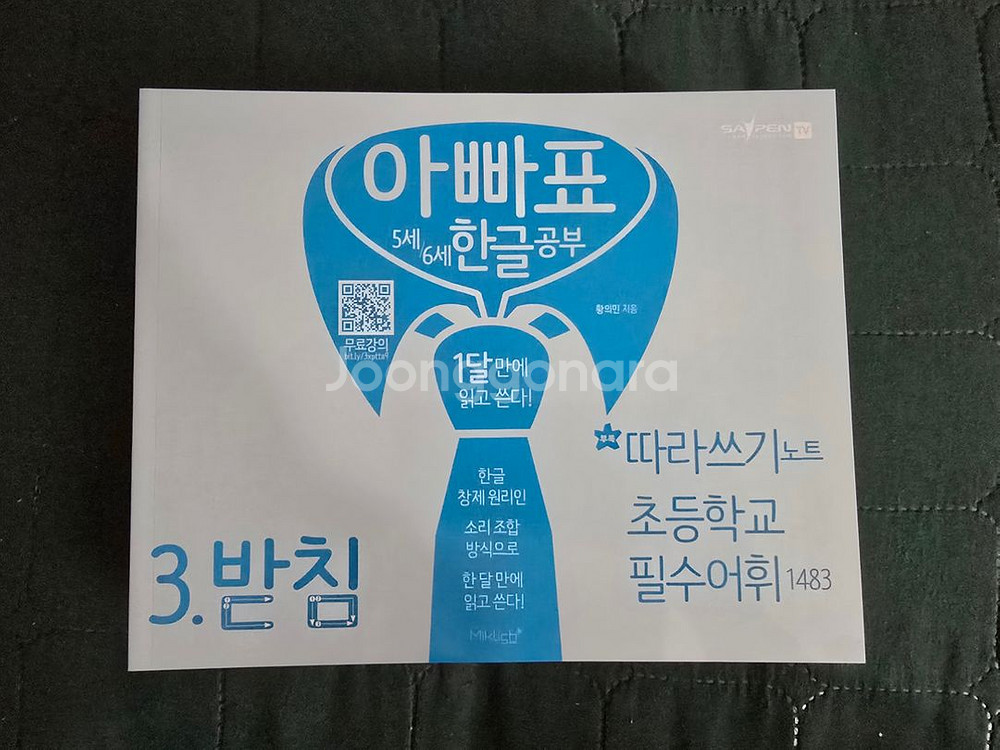 SAYPEN TV
아빠표
5세/6세 한글 공부
황의민 지음
무료강의
1달 만에
읽고 쓴다!
Joonggonara
부록 따라쓰기노트
초등학교
필수어휘 1483
한글
창제 원리인
소리 조합
방식으로
한 달 만에
읽고 쓴다!
Miklish
3. 받침